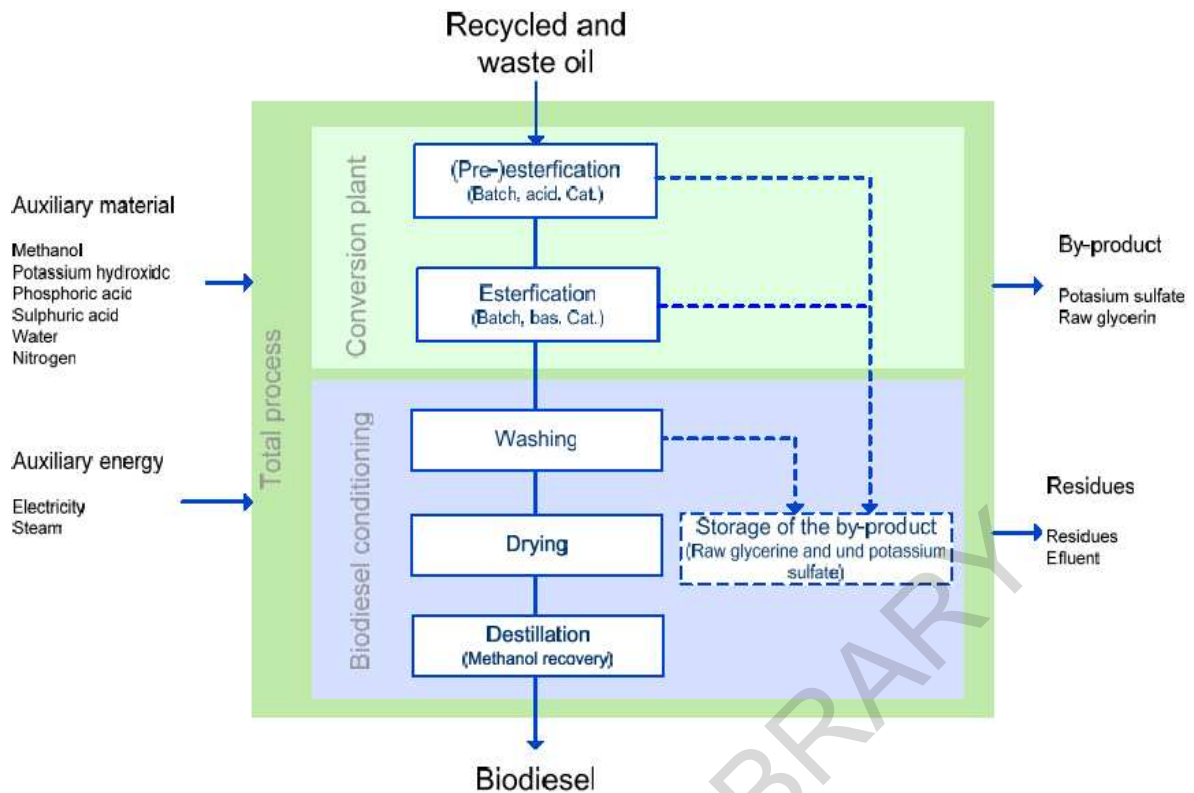 Recycled and
waste oil
Total process
Conversion plant
(Pre-)esterfication
(Batch, acid. Cat.)
Esterfication
(Batch, bas. Cat.)
Auxiliary material
Methanol
Potassium hydroxidc
Phosphoric acid
Sulphuric acid
Water
Nitrogen
By-product
Potasium sulfate
Raw glycerin
Biodiesel conditioning
Washing
Drying
Destillation
(Methanol recovery)
Storage of the by-product
(Raw glycerine and und potassium
sulfate)
Auxiliary energy
Electricity
Steam
Residues
Residues
Efluent
Biodiesel
BRARY